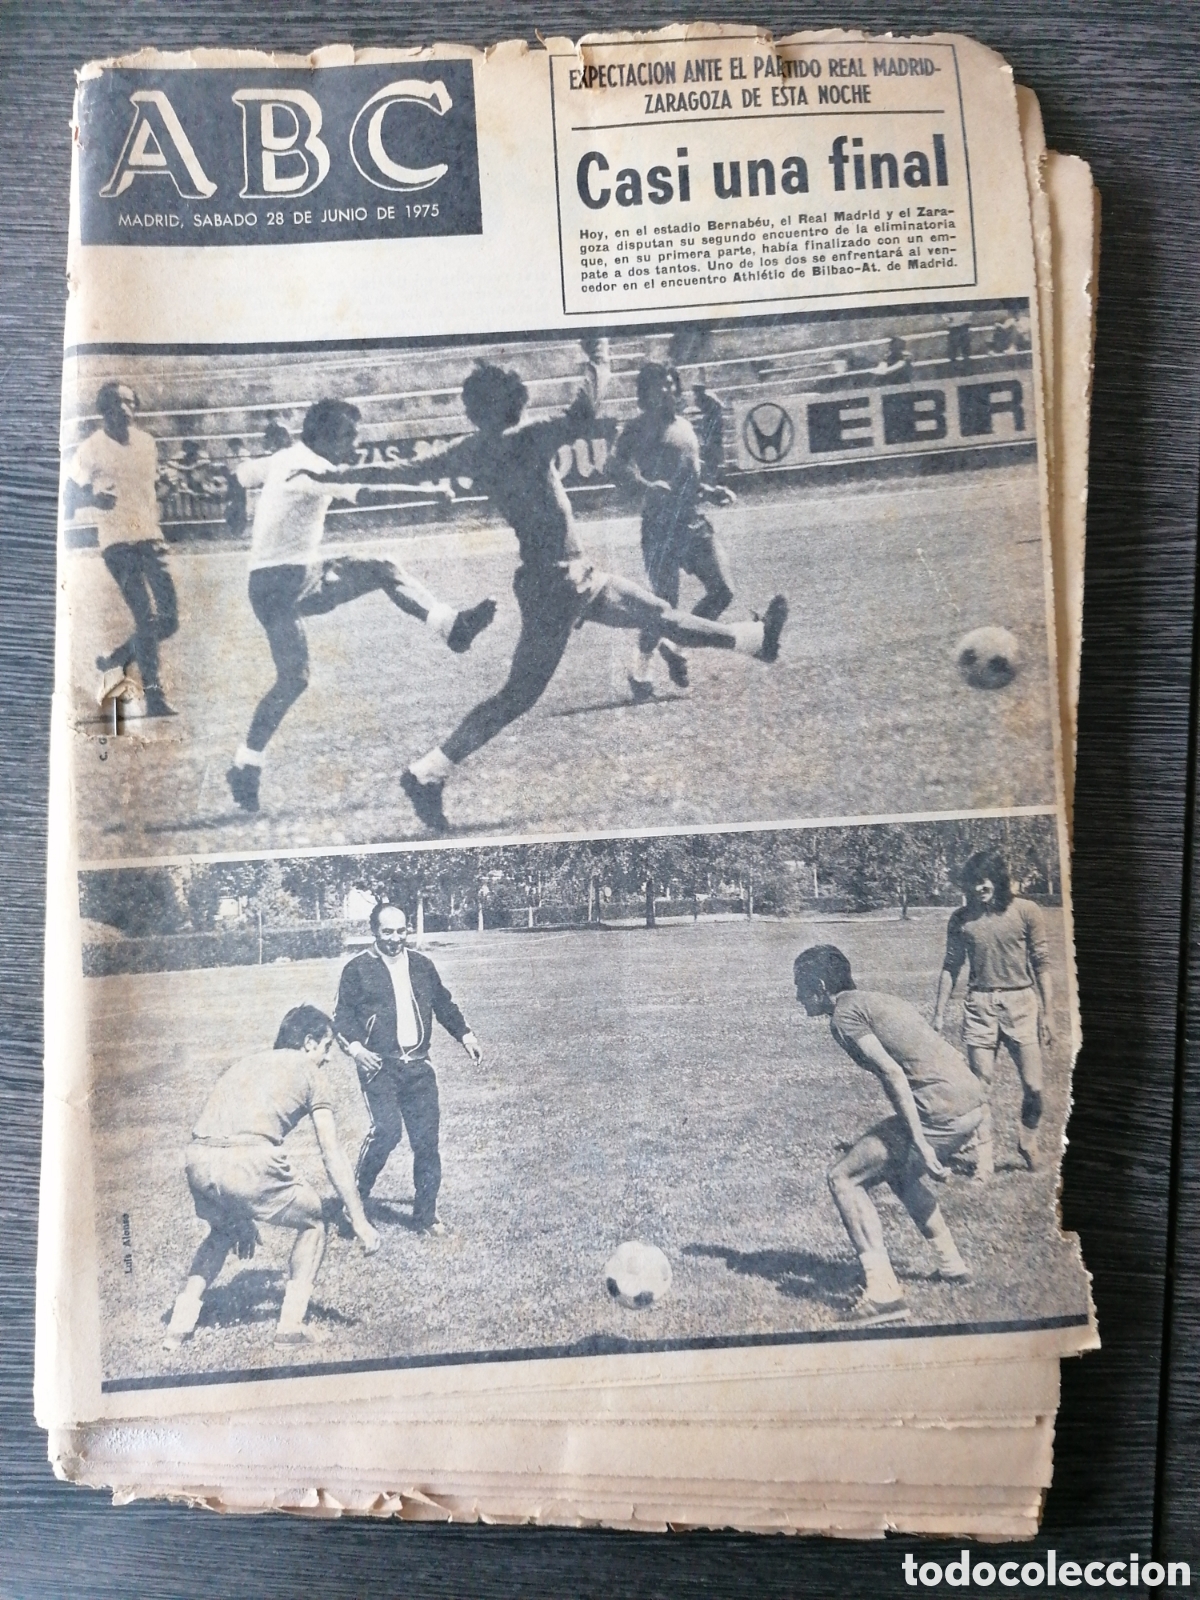 ABC
MADRID, SABADO 28 DE JUNIO DE 1975
EXPECTACION ANTE EL PARTIDO REAL MADRID-
ZARAGOZA DE ESTA NOCHE
Casi una final
Hoy, en el estadio Bernabéu, el Real Madrid y el Zara-
goza disputan su segundo encuentro de la eliminatoria
que, en su primera parte, había finalizado con un em-
pate a dos tantos. Uno de los dos se enfrentará al ven-
cedor en el encuentro Athlétic de Bilbao-At. de Madrid.
ZAS
EBR
C. G
Luis Alonso
todocoleccion